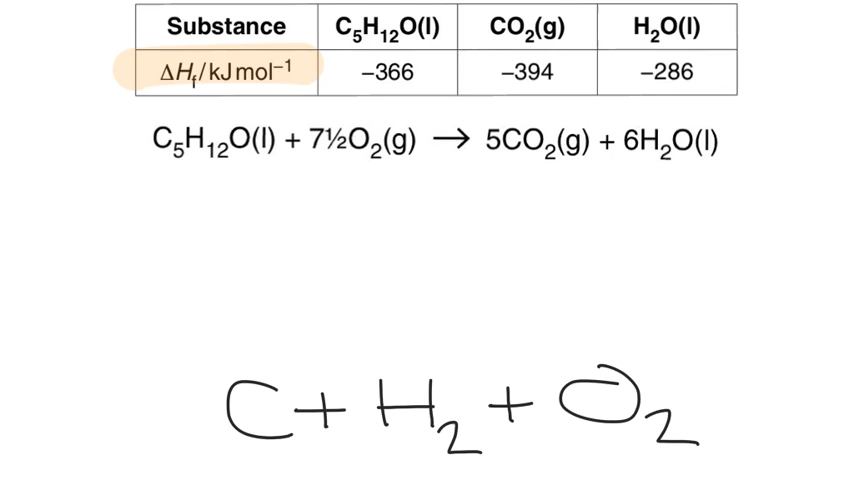 Substance C₅H₁₂O(l) CO₂(g) H₂O(l)
ΔHf/kJ mol⁻¹ −366 −394 −286
C₅H₁₂O(l) + 7½O₂(g) → 5CO₂(g) + 6H₂O(l)
C + H₂ + O₂